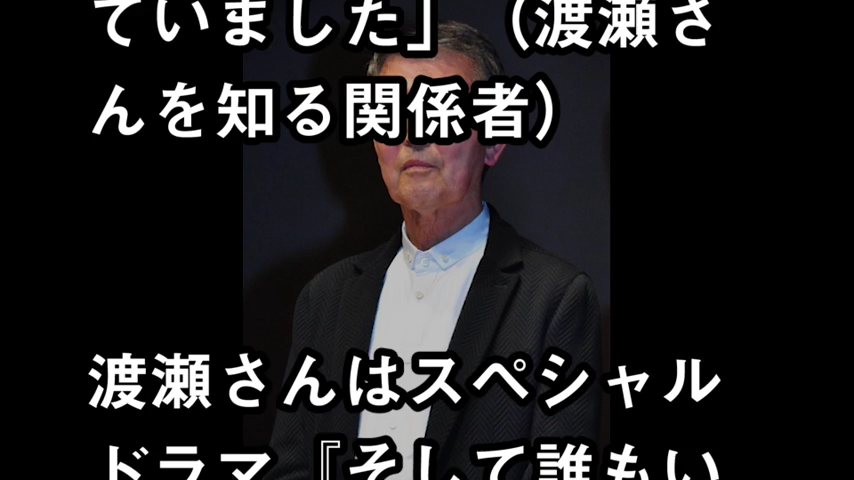 ていました」（渡瀬さ
んを知る関係者）
渡瀬さんはスペシャル
ドラマ『そして誰もい